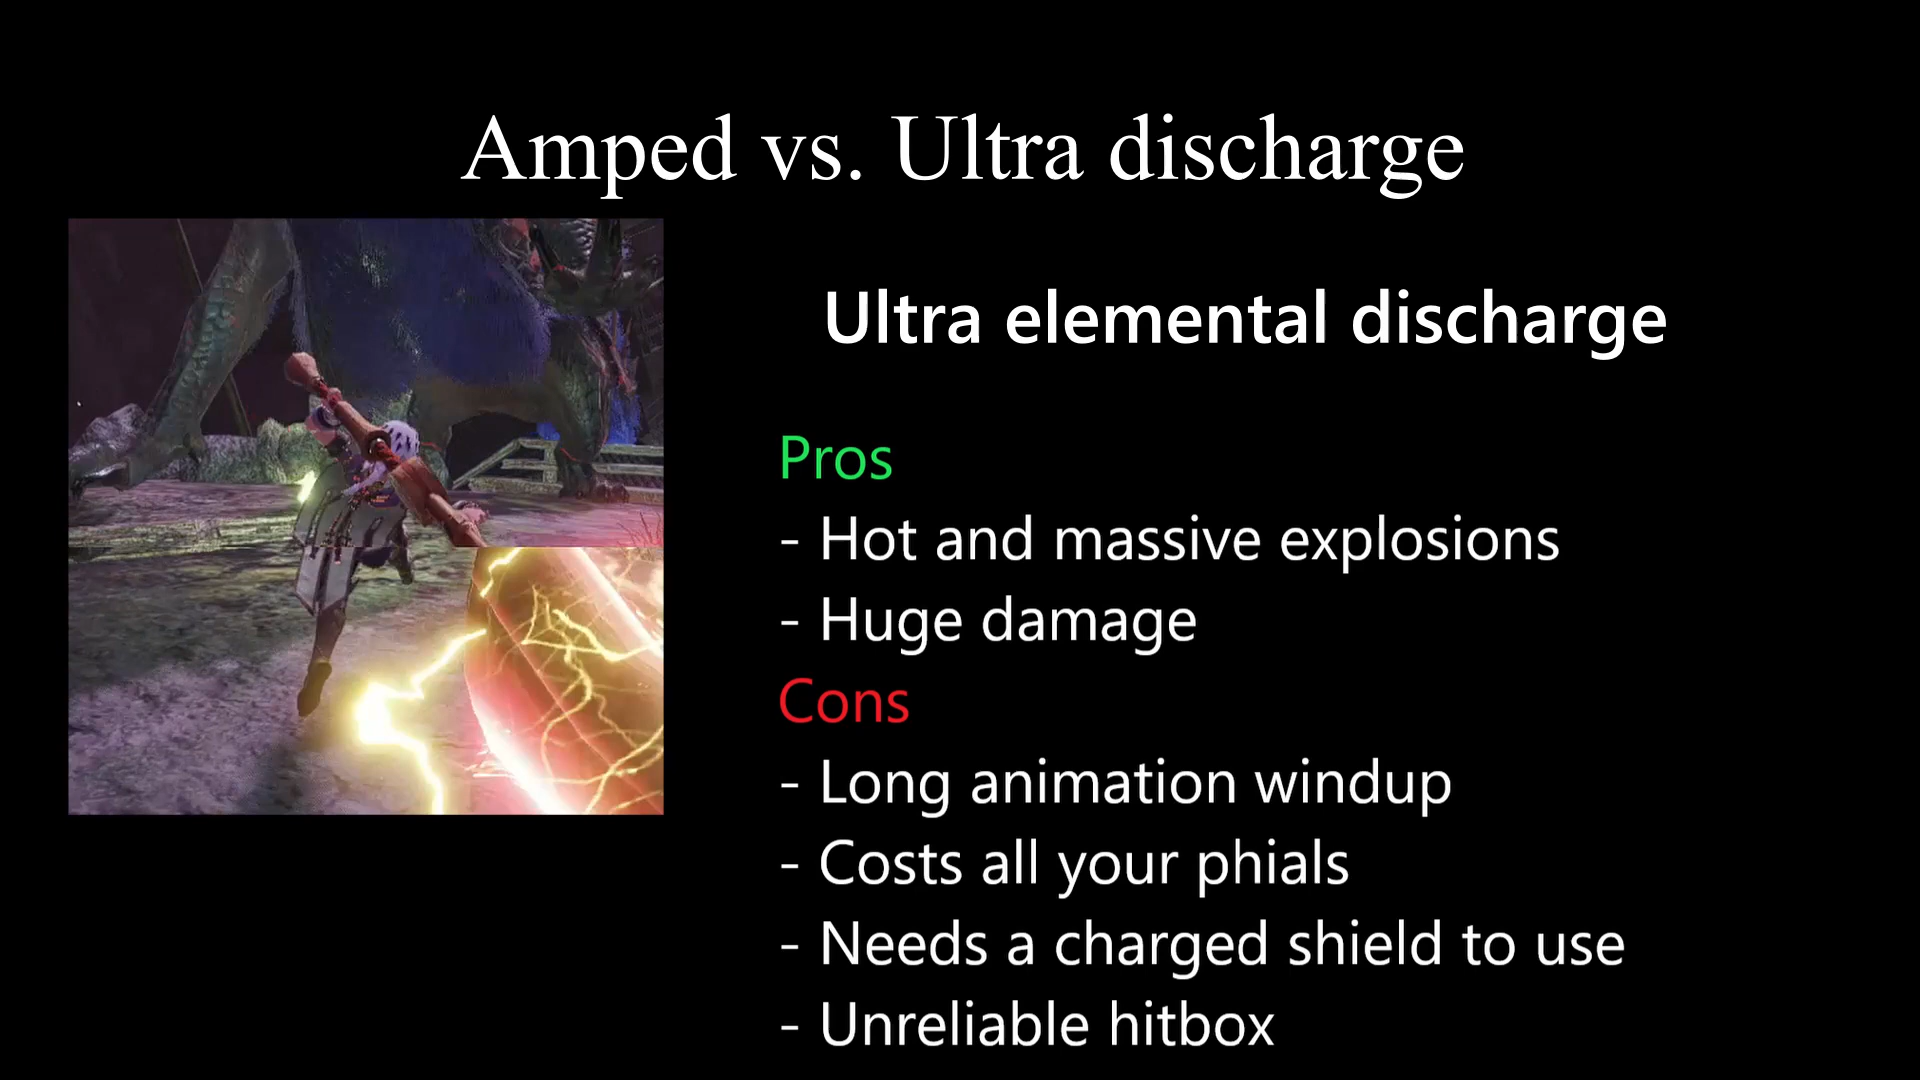 Amped vs. Ultra discharge
Ultra elemental discharge
Pros
- Hot and massive explosions
- Huge damage
Cons
- Long animation windup
- Costs all your phials
- Needs a charged shield to use
- Unreliable hitbox